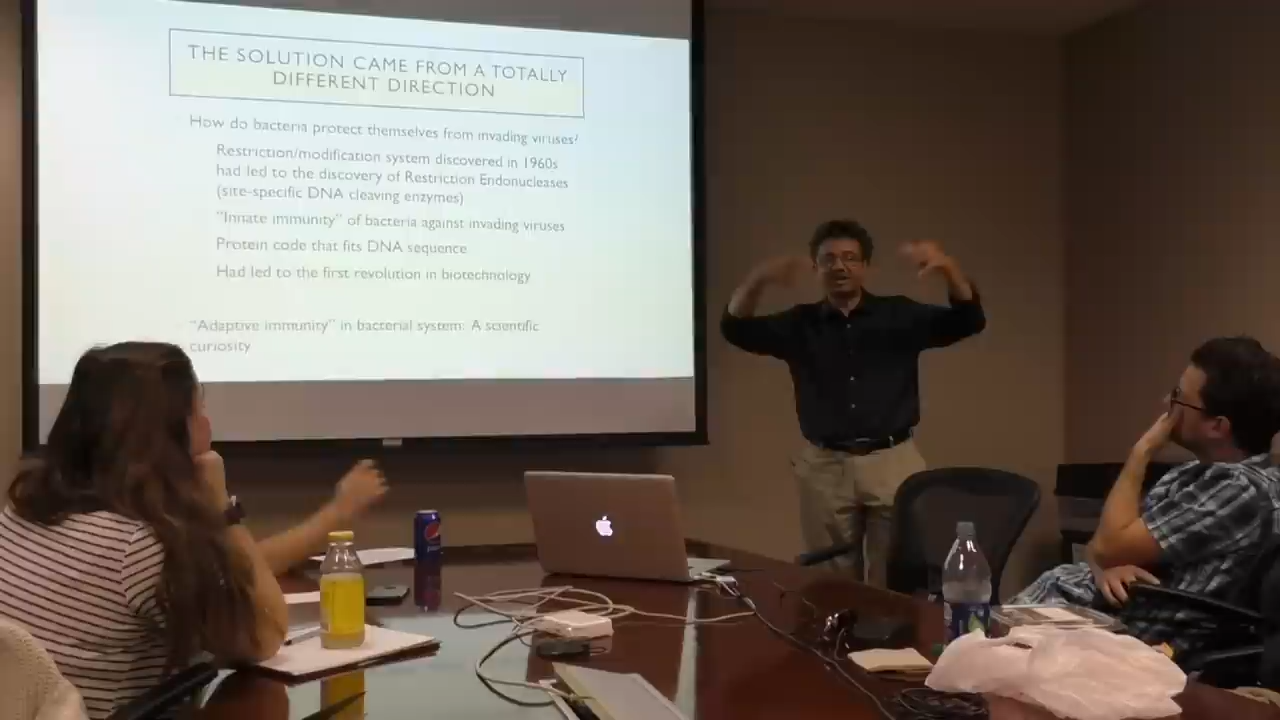 THE SOLUTION CAME FROM A TOTALLY
DIFFERENT DIRECTION
How do bacteria protect themselves from invading viruses?
Restriction/modification system discovered in 1960s
had led to the discovery of Restriction Endonucleases
(site-specific DNA cleaving enzymes)
"Innate immunity" of bacteria against invading viruses
Protein code that fits DNA sequence
Had led to the first revolution in biotechnology
"Adaptive immunity" in bacterial system: A scientific
curiosity